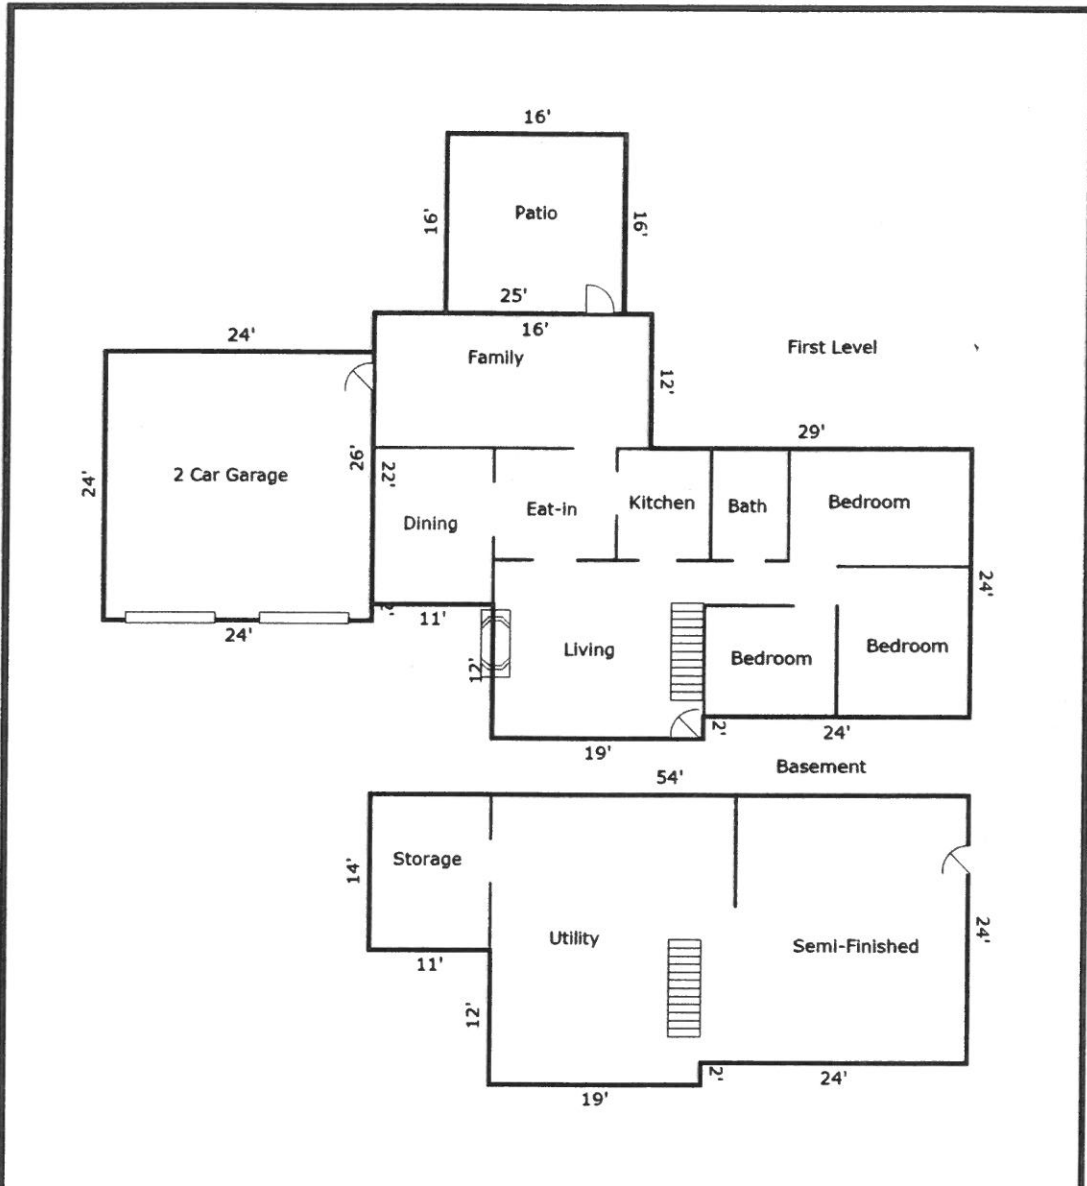 16'
16'
Patio
16'
25'
16'
24'
Family
First Level
12'
29'
24'
2 Car Garage
26'
22'
Dining
Eat-in
Kitchen
Bath
Bedroom
24'
2'
11'
24'
12'
Living
Bedroom
Bedroom
2'
24'
19'
Basement
54'
14'
Storage
Utility
Semi-Finished
24'
11'
12'
2'
24'
19'